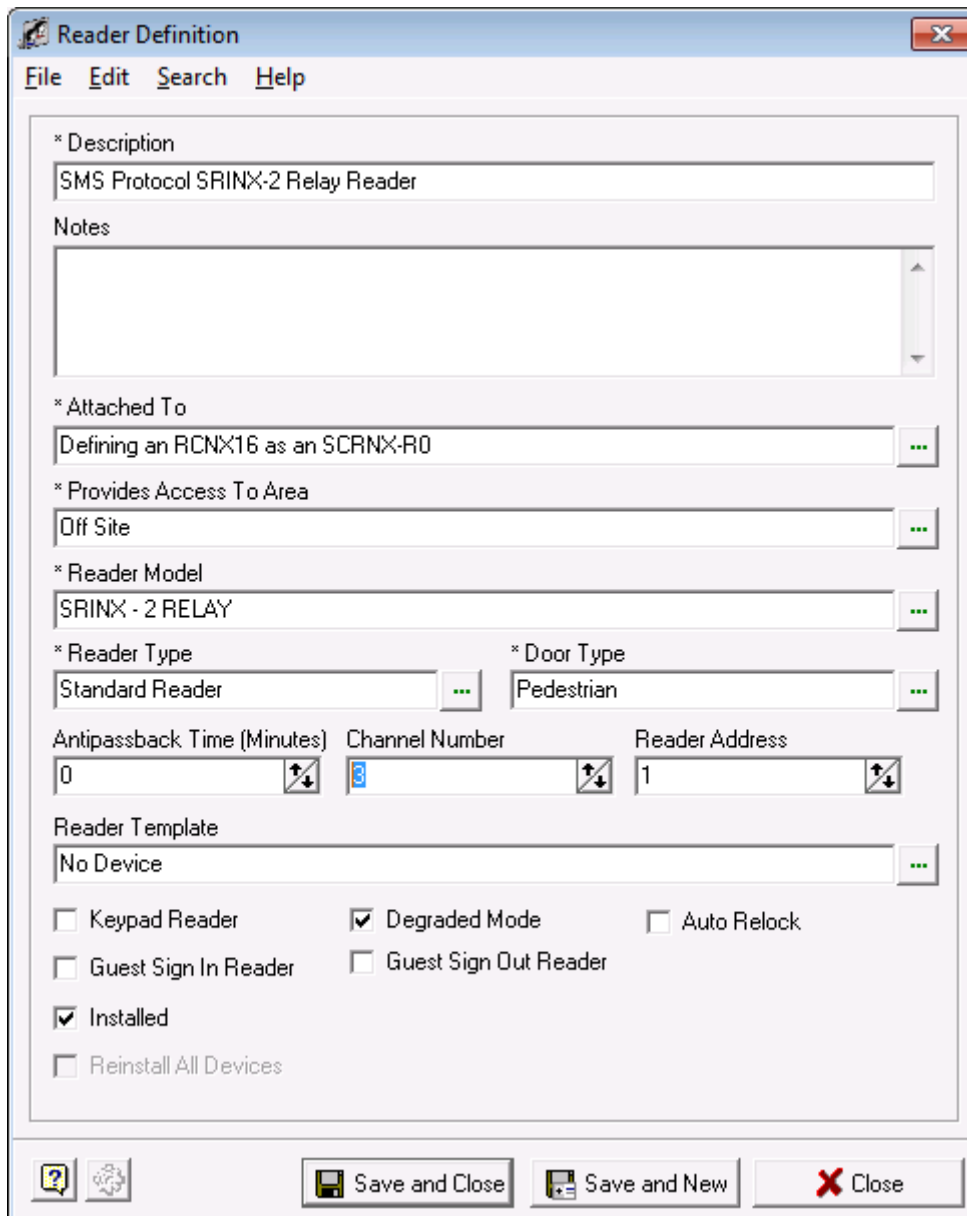 Reader Definition
File Edit Search Help
* Description
SMS Protocol SRINX-2 Relay Reader
Notes
* Attached To
Defining an RCNX16 as an SCRNX-R0
...
* Provides Access To Area
Off Site
...
* Reader Model
SRINX - 2 RELAY
...
* Reader Type * Door Type
Standard Reader ... Pedestrian ...
Antipassback Time (Minutes) Channel Number Reader Address
0 3 1
Reader Template
No Device
...
Keypad Reader Degraded Mode Auto Relock
Guest Sign In Reader Guest Sign Out Reader
Installed
Reinstall All Devices
? Save and Close Save and New Close